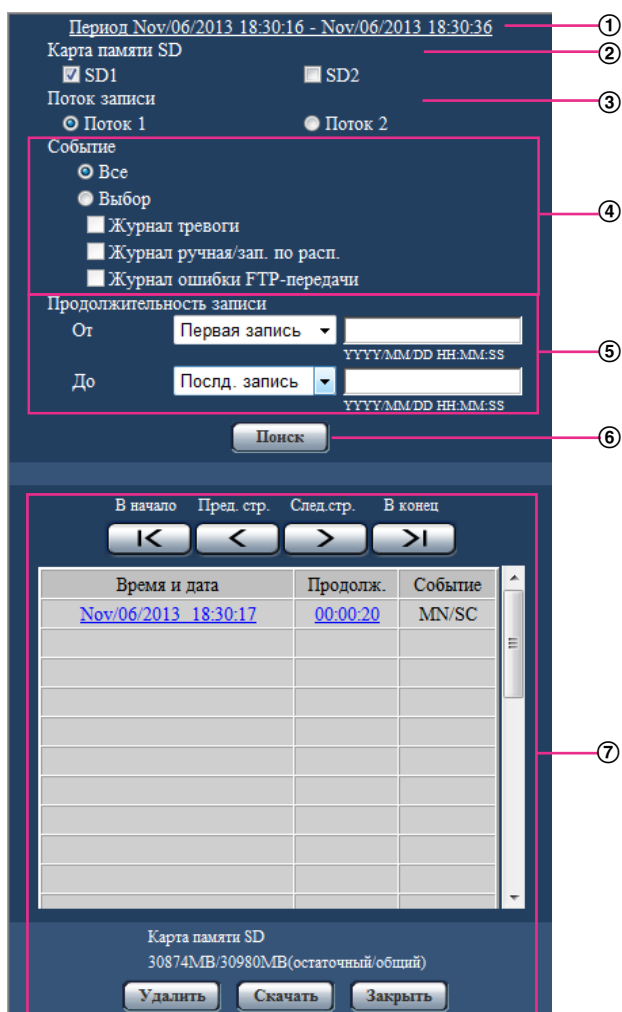 Период Nov/06/2013 18:30:16 - Nov/06/2013 18:30:36 ①
Карта памяти SD ②
SD1 SD2
Поток записи ③
Поток 1 Поток 2
Событие
Все
Выбор
④
Журнал тревоги
Журнал ручная/зап. по расп.
Журнал ошибки FTP-передачи
Продолжительность записи
От Первая запись
YYYY/MM/DD HH:MM:SS
⑤
До Послд. запись
YYYY/MM/DD HH:MM:SS
Поиск ⑥
В начало Пред. стр. След.стр. В конец
Время и дата Продолж. Событие
Nov/06/2013 18:30:17 00:00:20 MN/SC
⑦
Карта памяти SD
30874MB/30980MB(остаточный/общий)
Удалить Скачать Закрыть